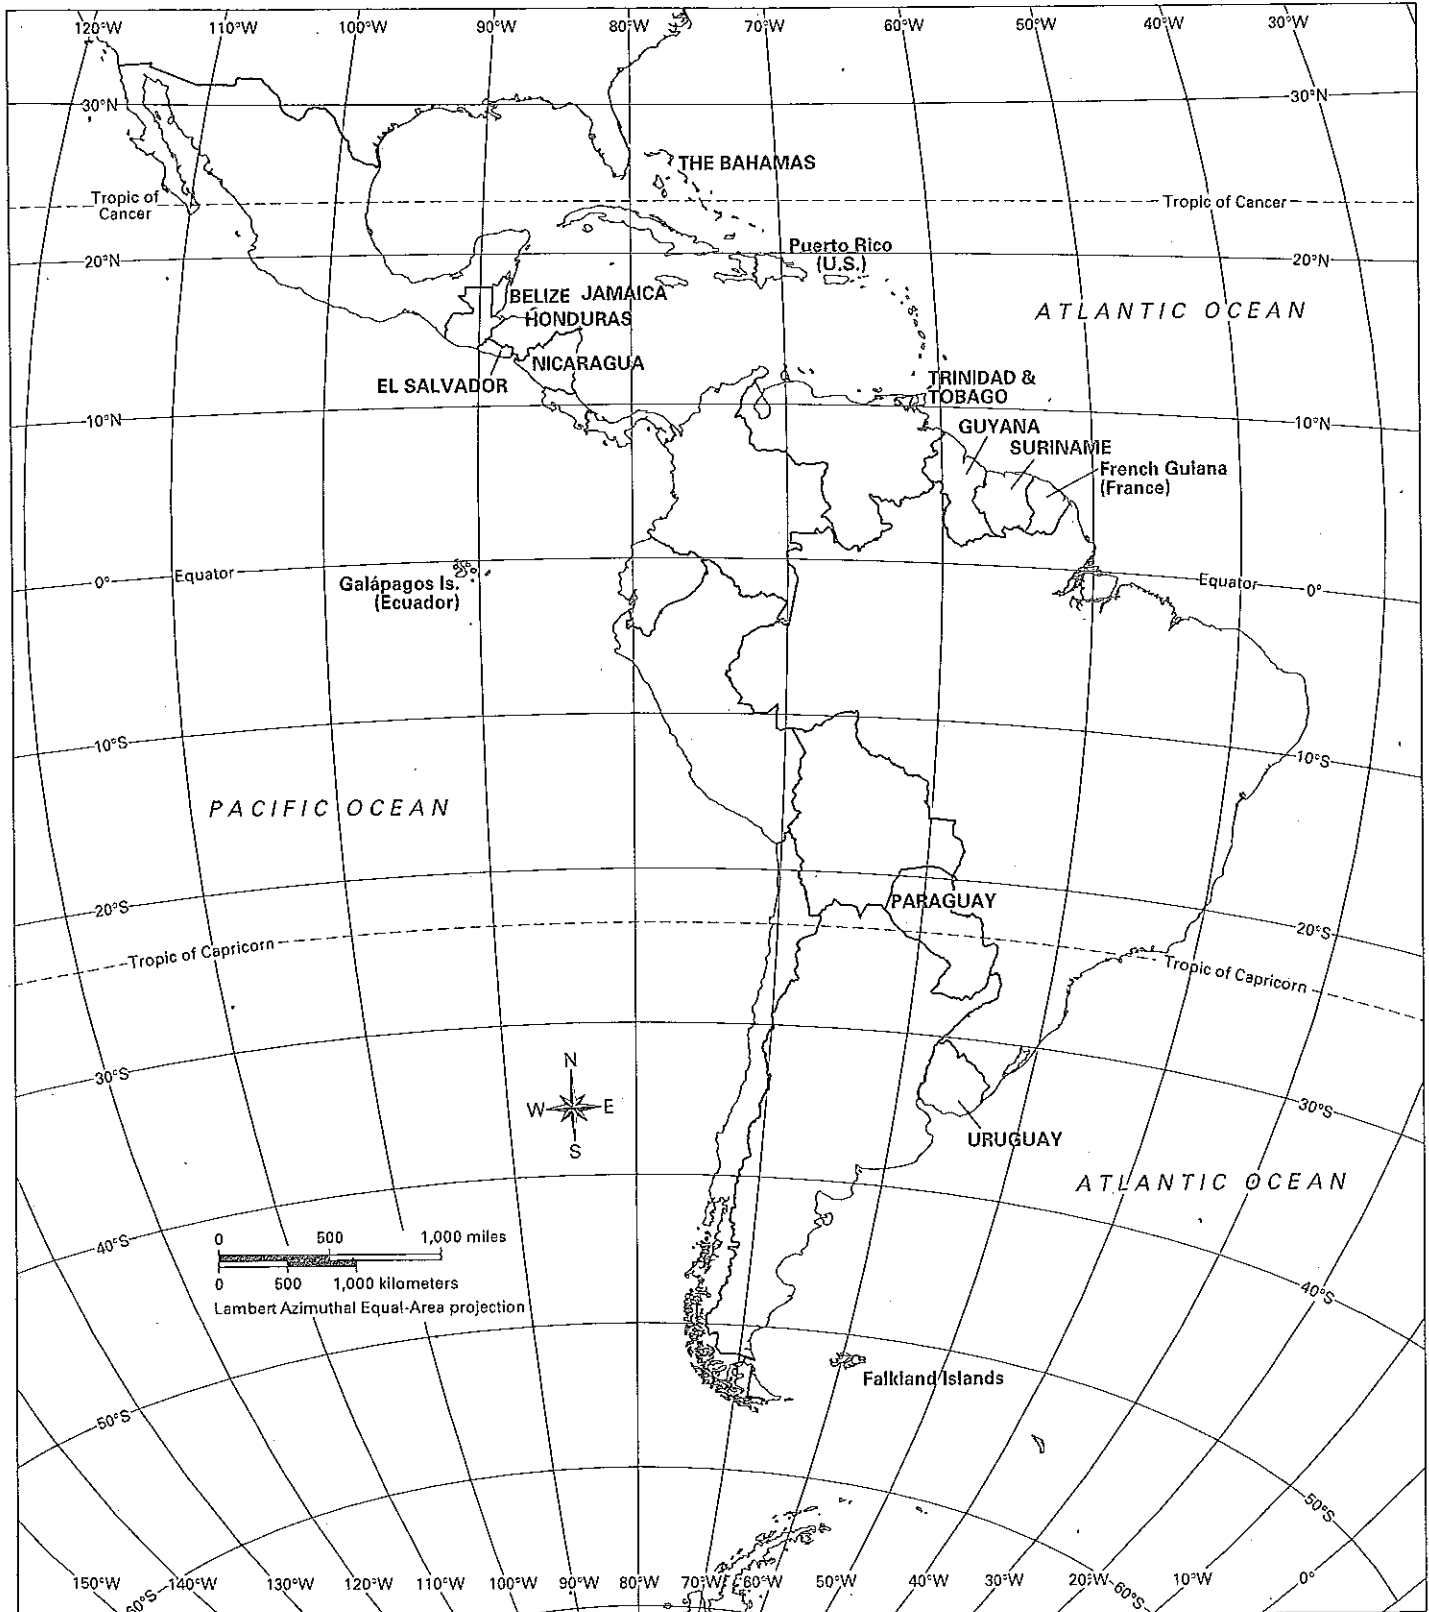 120°W 110°W 100°W 90°W 80°W 70°W 60°W 50°W 40°W 30°W
30°N
30°N
THE BAHAMAS
Tropic of
Cancer
Tropic of Cancer
20°N
Puerto Rico
(U.S.)
20°N
BELIZE JAMAICA
HONDURAS
ATLANTIC OCEAN
NICARAGUA
EL SALVADOR
TRINIDAD &
TOBAGO
10°N
10°N
GUYANA
SURINAME
French Guiana
(France)
0°
Equator
Galápagos Is.
(Ecuador)
Equator
0°
10°S
10°S
PACIFIC OCEAN
20°S
PARAGUAY
20°S
Tropic of Capricorn
Tropic of Capricorn
30°S
N
W E
S
30°S
URUGUAY
ATLANTIC OCEAN
40°S
0 500 1,000 miles
0 500 1,000 kilometers
Lambert Azimuthal Equal-Area projection
40°S
Falkland Islands
50°S
50°S
150°W 60°S 140°W 130°W 120°W 110°W 100°W 90°W 80°W 70°W 60°W 50°W 40°W 30°W 20°W 60°S 10°W 0°